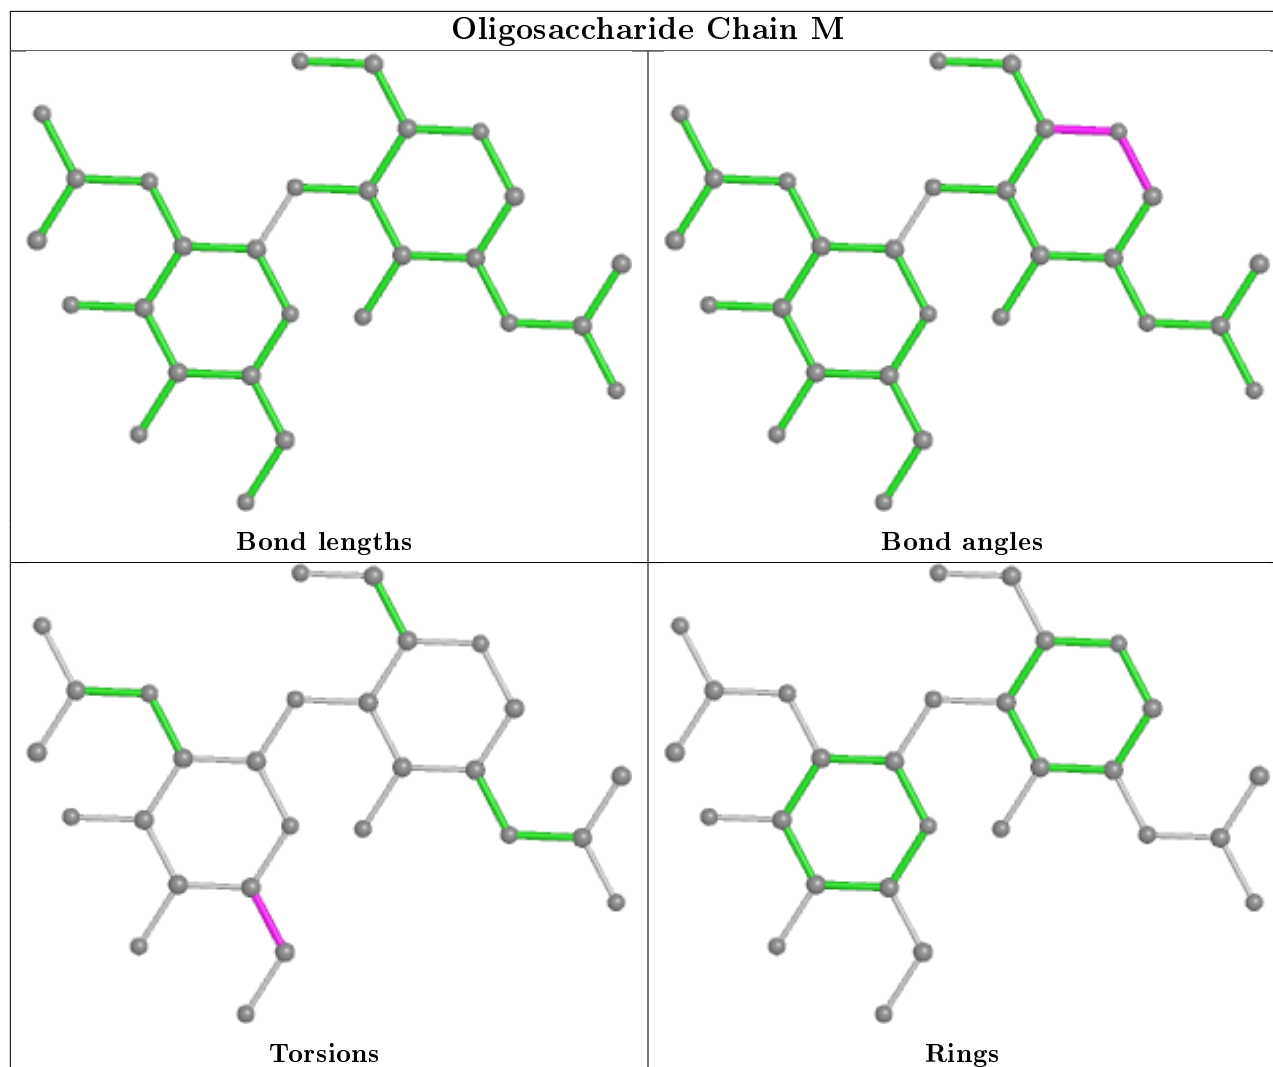 Oligosaccharide Chain M
Bond lengths
Bond angles
Torsions
Rings